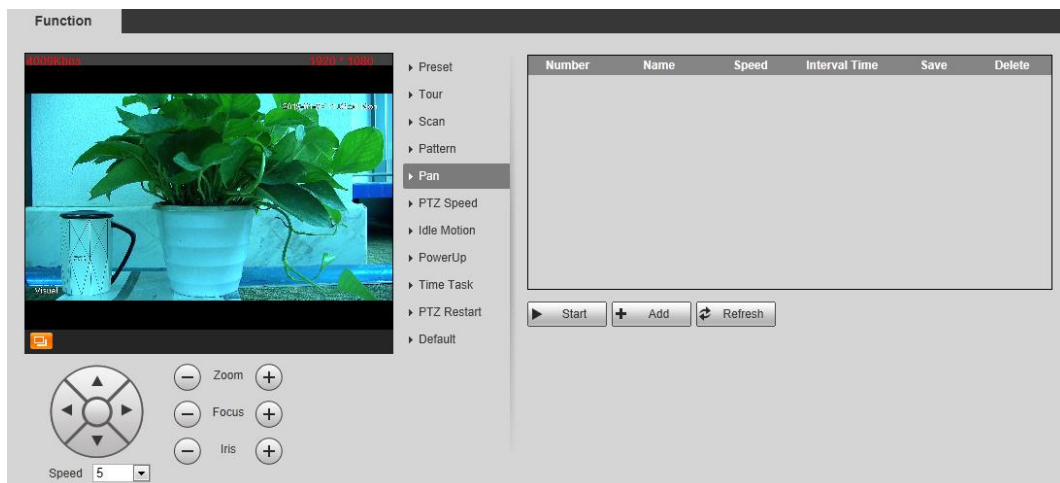 Function
4009Kbps 1920 * 1080
Visual
Preset
Tour
Scan
Pattern
Pan
PTZ Speed
Idle Motion
PowerUp
Time Task
PTZ Restart
Default
Number Name Speed Interval Time Save Delete
Start Add Refresh
Zoom
Focus
Iris
Speed 5